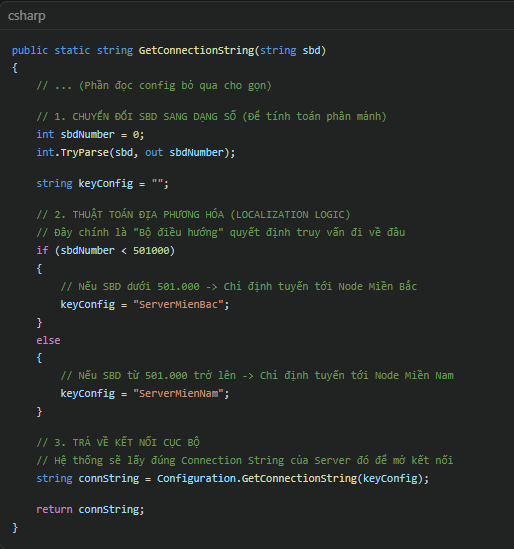 csharp
public static string GetConnectionString(string sbd)
{
// ... (Phần đọc config bỏ qua cho gọn)
// 1. CHUYỂN ĐỔI SBD SANG DẠNG SỐ (Để tính toán phân mảnh)
int sbdNumber = 0;
int.TryParse(sbd, out sbdNumber);
string keyConfig = "";
// 2. THUẬT TOÁN ĐỊA PHƯƠNG HÓA (LOCALIZATION LOGIC)
// Đây chính là "Bộ điều hướng" quyết định truy vấn đi về đâu
if (sbdNumber < 501000)
{
// Nếu SBD dưới 501.000 -> Chỉ định tuyến tới Node Miền Bắc
keyConfig = "ServerMienBac";
}
else
{
// Nếu SBD từ 501.000 trở lên -> Chỉ định tuyến tới Node Miền Nam
keyConfig = "ServerMienNam";
}
// 3. TRẢ VỀ KẾT NỐI CỤC BỘ
// Hệ thống sẽ lấy đúng Connection String của Server đó để mở kết nối
string connString = Configuration.GetConnectionString(keyConfig);
return connString;
}